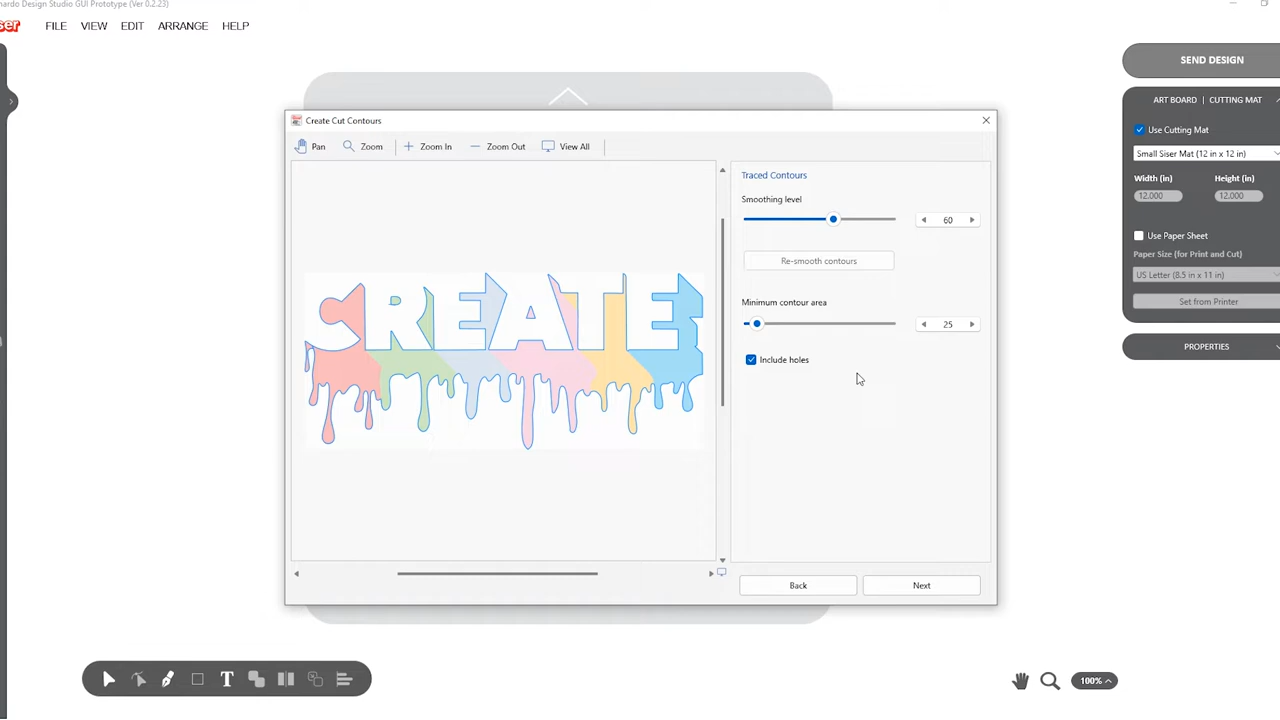 nardo Design Studio GUI Prototype (Ver 0.2.23)
ser FILE VIEW EDIT ARRANGE HELP
SEND DESIGN
ART BOARD | CUTTING MAT
Use Cutting Mat
Small Siser Mat (12 in x 12 in)
Width (in) Height (in)
12.000 12.000
Use Paper Sheet
Paper Size {for Print and Cut)
US Letter (8.5 in x 11 in)
Set from Printer
PROPERTIES
Create Cut Contours
Pan Zoom Zoom In Zoom Out View All
CREATE
Traced Contours
Smoothing level
60
Re-smooth contours
Minimum contour area
25
Include holes
Back Next
T
100%